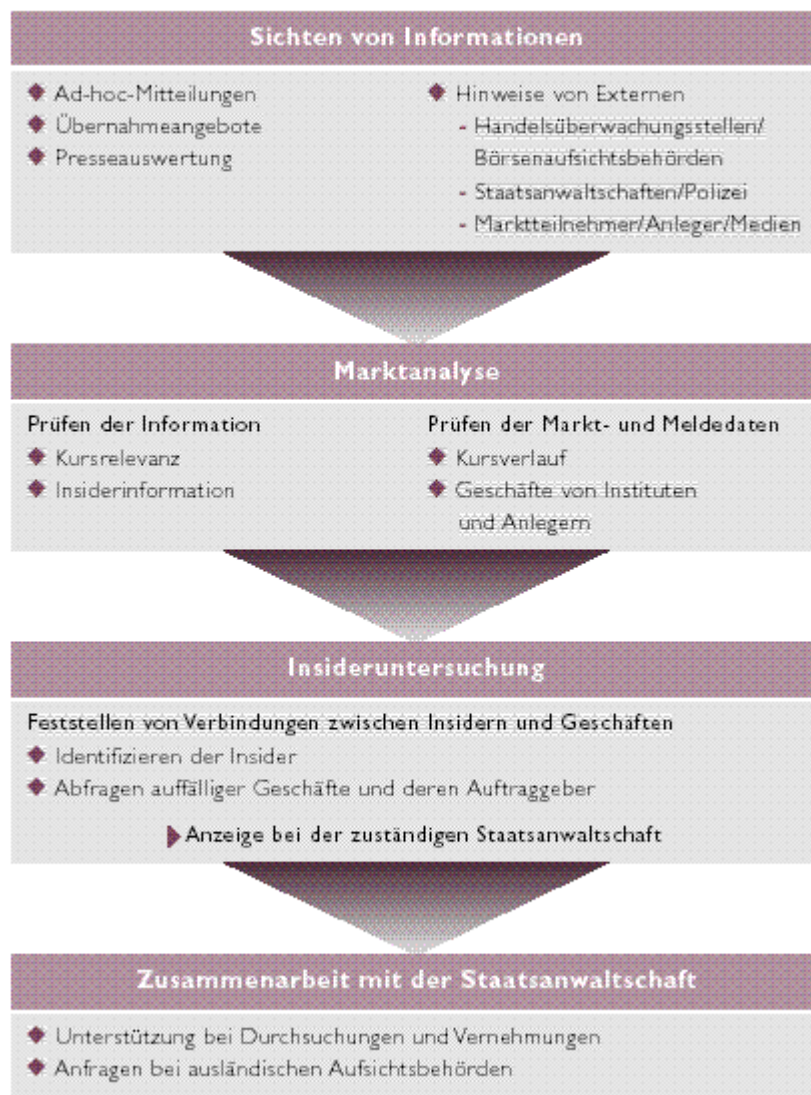 Sichten von Informationen
Ad-hoc-Mitteilungen
Übernahmeangebote
Presseauswertung
Hinweise von Externen
- Handelsüberwachungsstellen/
Börsenaufsichtsbehörden
- Staatsanwaltschaften/Polizei
- Marktteilnehmer/Anleger/Medien
Marktanalyse
Prüfen der Information
Kursrelevanz
Insiderinformation
Prüfen der Markt- und Meldedaten
Kursverlauf
Geschäfte von Instituten
und Anlegern
Insideruntersuchung
Feststellen von Verbindungen zwischen Insidern und Geschäften
Identifizieren der Insider
Abfragen auffälliger Geschäfte und deren Auftraggeber
Anzeige bei der zuständigen Staatsanwaltschaft
Zusammenarbeit mit der Staatsanwaltschaft
Unterstützung bei Durchsuchungen und Vernehmungen
Anfragen bei ausländischen Aufsichtsbehörden